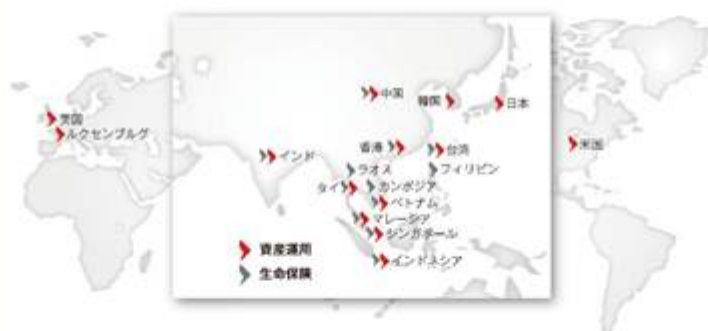 英国
ルクセンブルグ
中国
韓国
日本
香港
台湾
米国
インド
ラオス
フィリピン
タイ
カンボジア
ベトナム
マレーシア
シンガポール
インドネシア
資産運用
生命保険